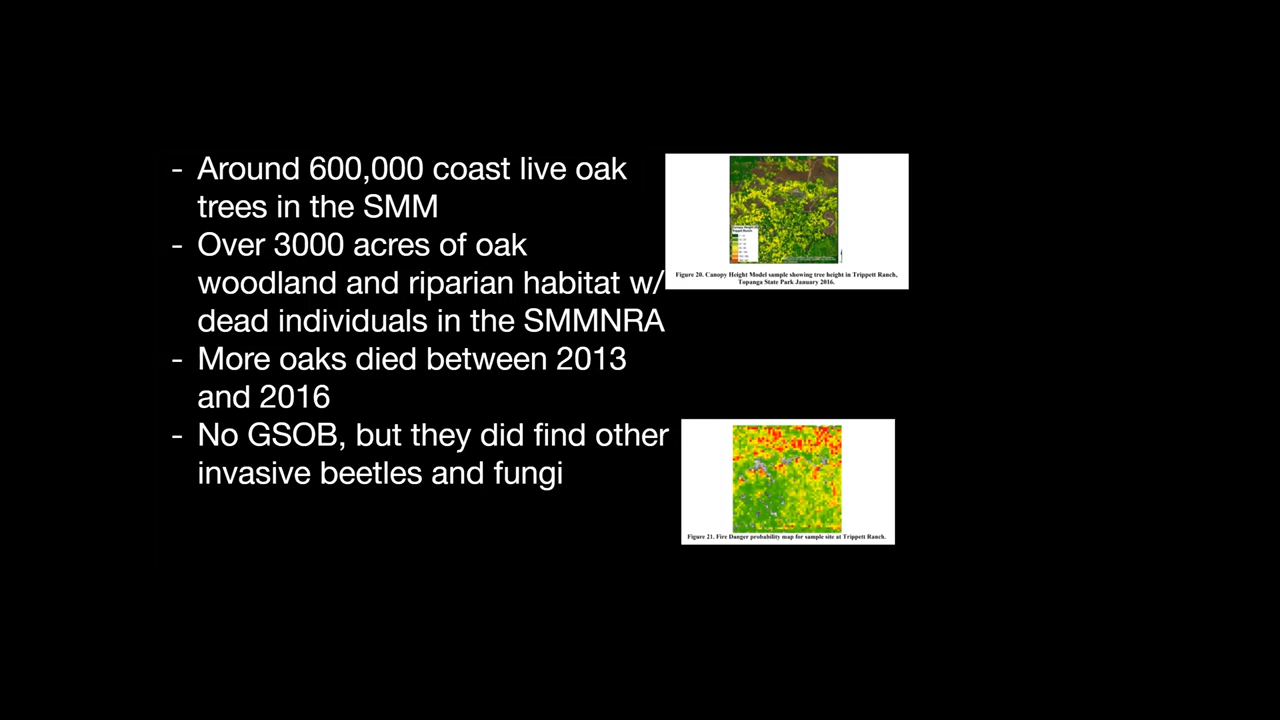 - Around 600,000 coast live oak
trees in the SMM
- Over 3000 acres of oak
woodland and riparian habitat w/
dead individuals in the SMMNRA
- More oaks died between 2013
and 2016
- No GSOB, but they did find other
invasive beetles and fungi
Figure 20. Canopy Height Model sample showing tree height in Trippett Ranch,
Topanga State Park January 2016.
Figure 21. Fire Danger probability map for sample site at Trippett Ranch.